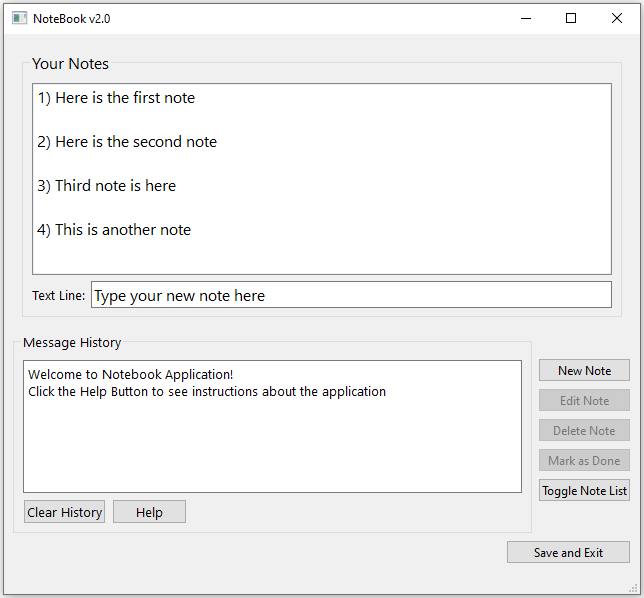 NoteBook v2.0
Your Notes
1) Here is the first note
2) Here is the second note
3) Third note is here
4) This is another note
Text Line: Type your new note here
Message History
Welcome to Notebook Application!
Click the Help Button to see instructions about the application
New Note
Edit Note
Delete Note
Mark as Done
Toggle Note List
Clear History Help
Save and Exit